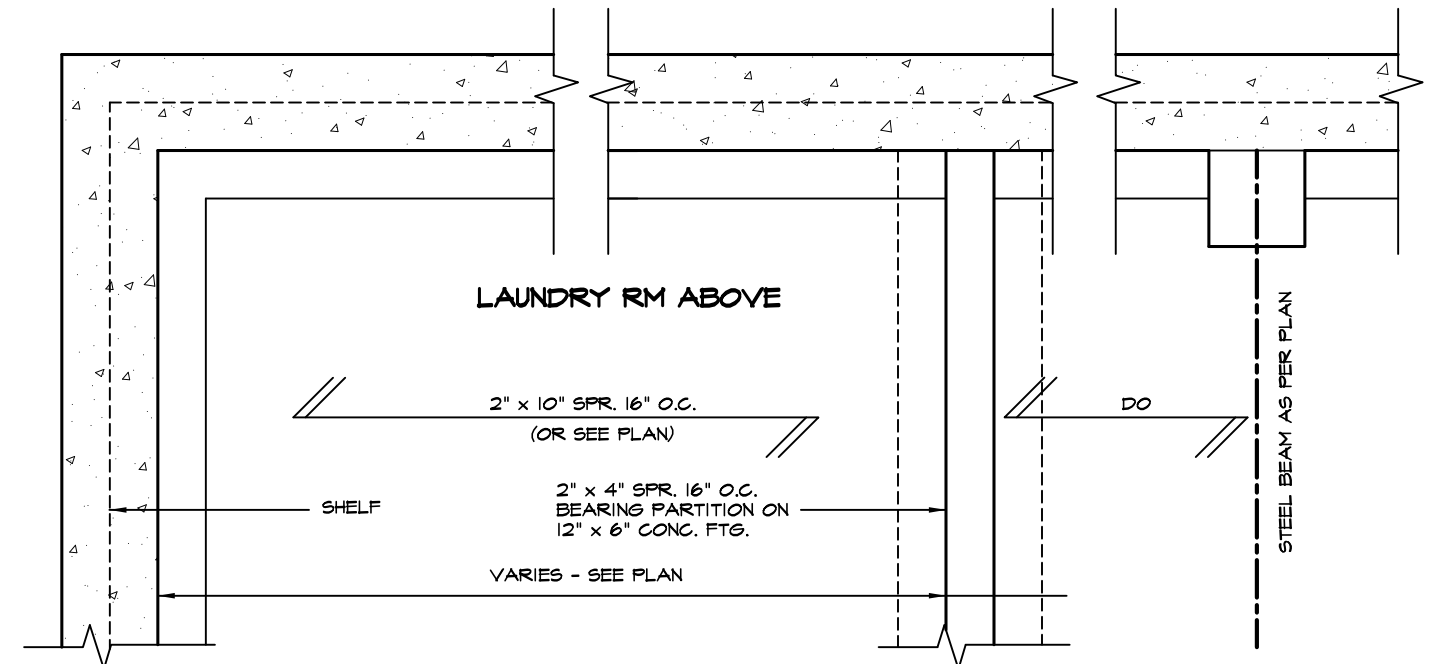 LAUNDRY RM ABOVE
2" x 10" SPR. 16" O.C.
(OR SEE PLAN)
DO
STEEL BEAM AS PER PLAN
SHELF
2" x 4" SPR. 16" O.C.
BEARING PARTITION ON
12" x 6" CONC. FTG.
VARIES - SEE PLAN